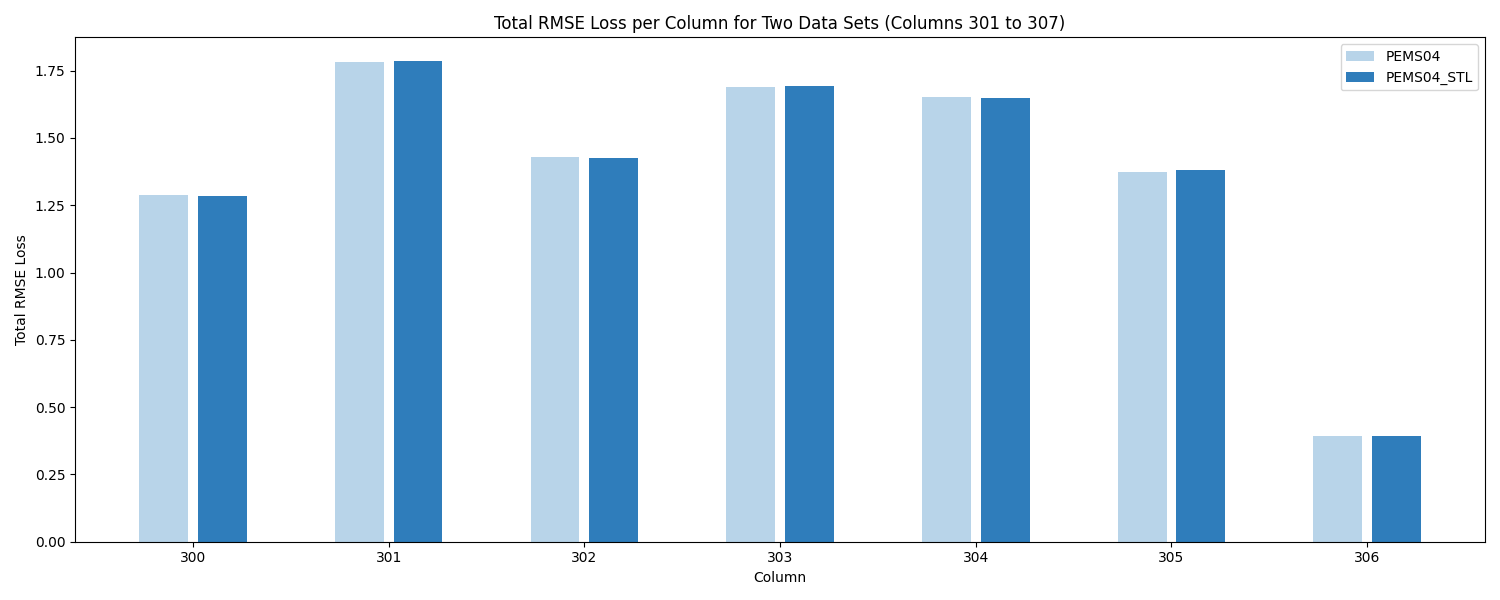 Total RMSE Loss per Column for Two Data Sets (Columns 301 to 307)
PEMS04
PEMS04_STL
Total RMSE Loss
1.75
1.50
1.25
1.00
0.75
0.50
0.25
0.00
300 301 302 303 304 305 306
Column